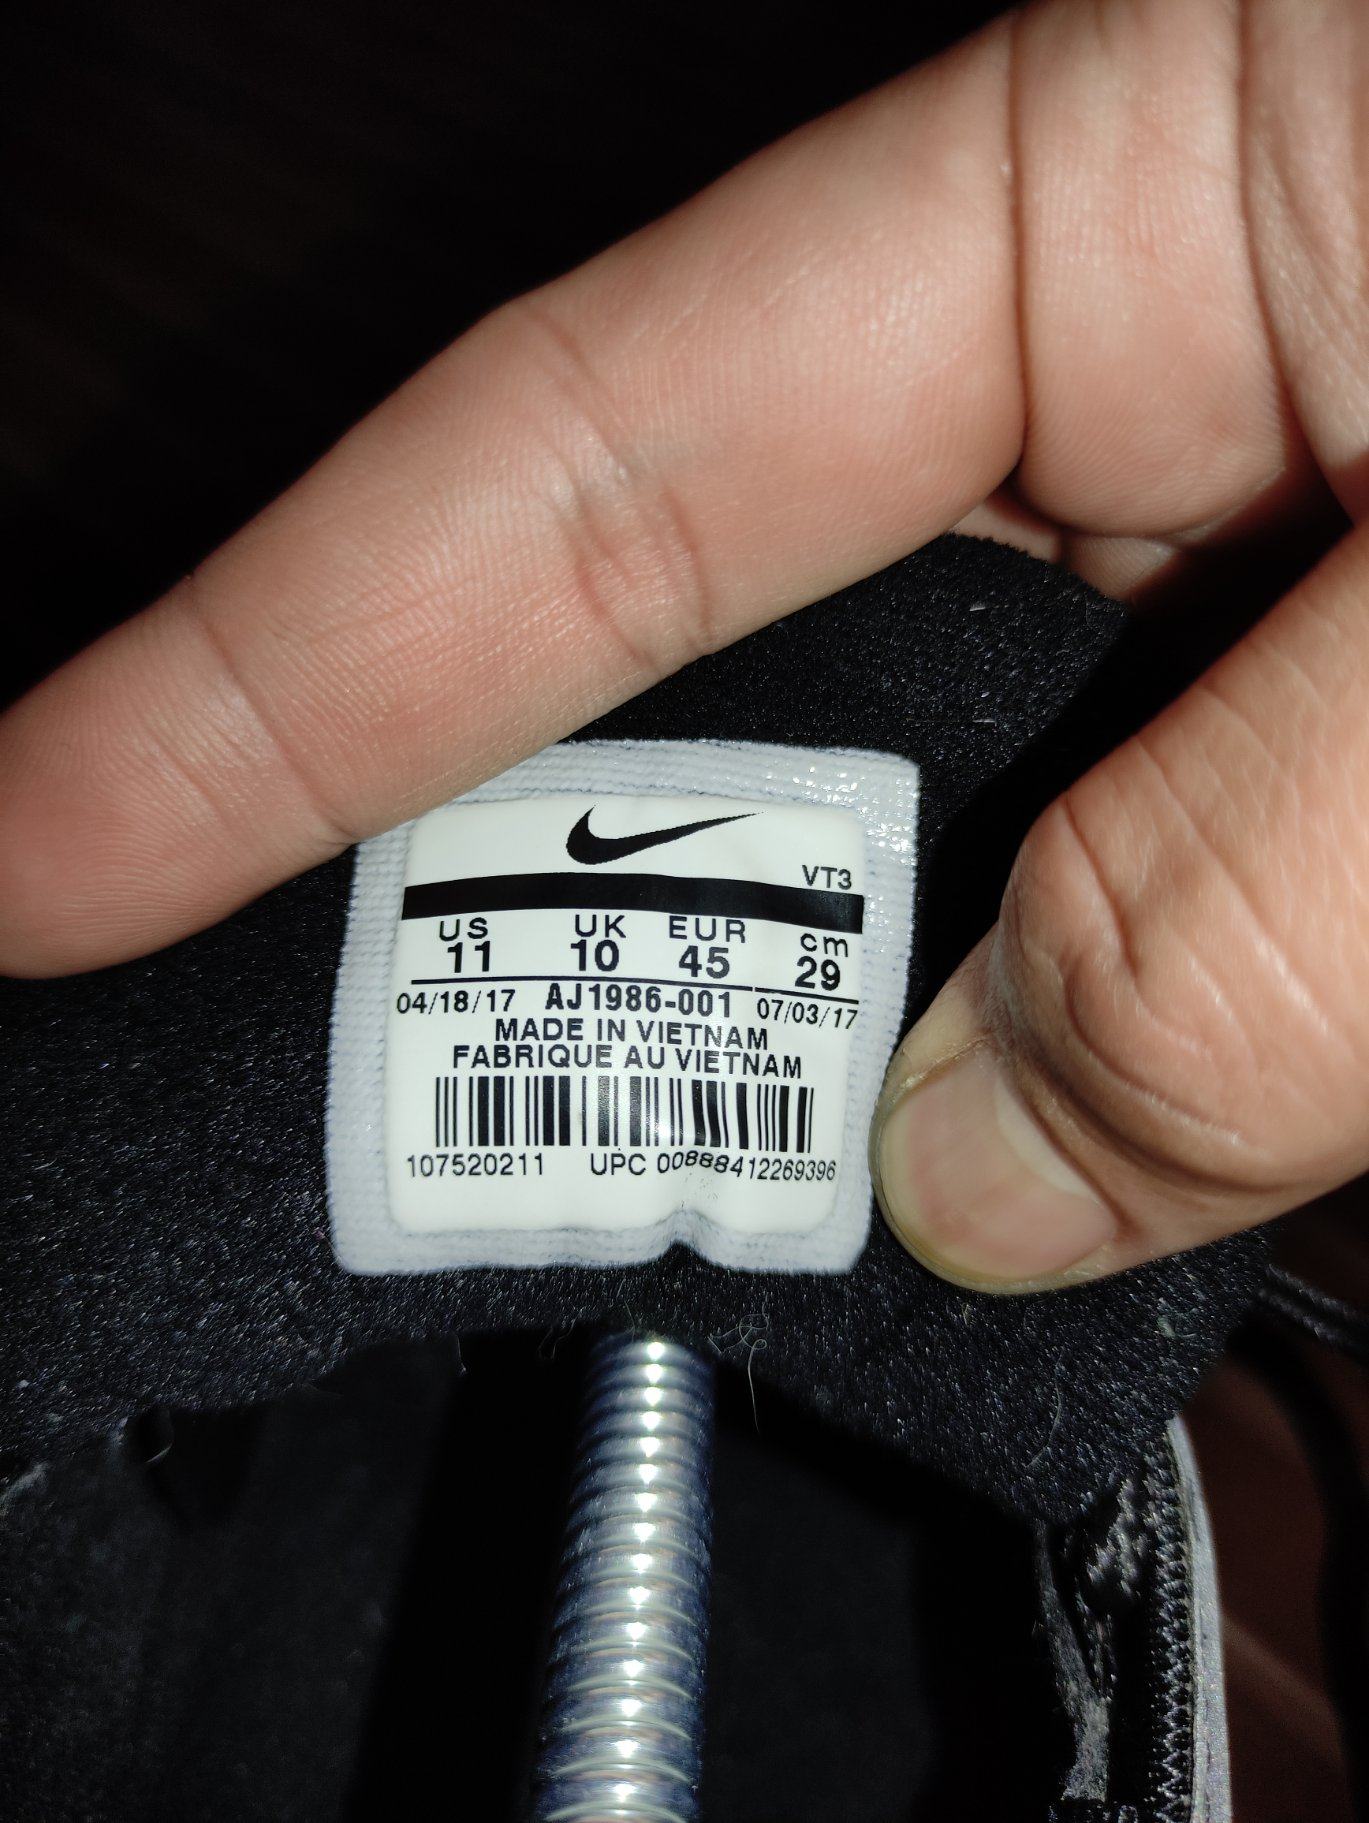 VT3
US UK EUR cm
11 10 45 29
04/18/17 AJ1986-001 07/03/17
MADE IN VIETNAM
FABRIQUE AU VIETNAM
107520211 UPC 00888412269396